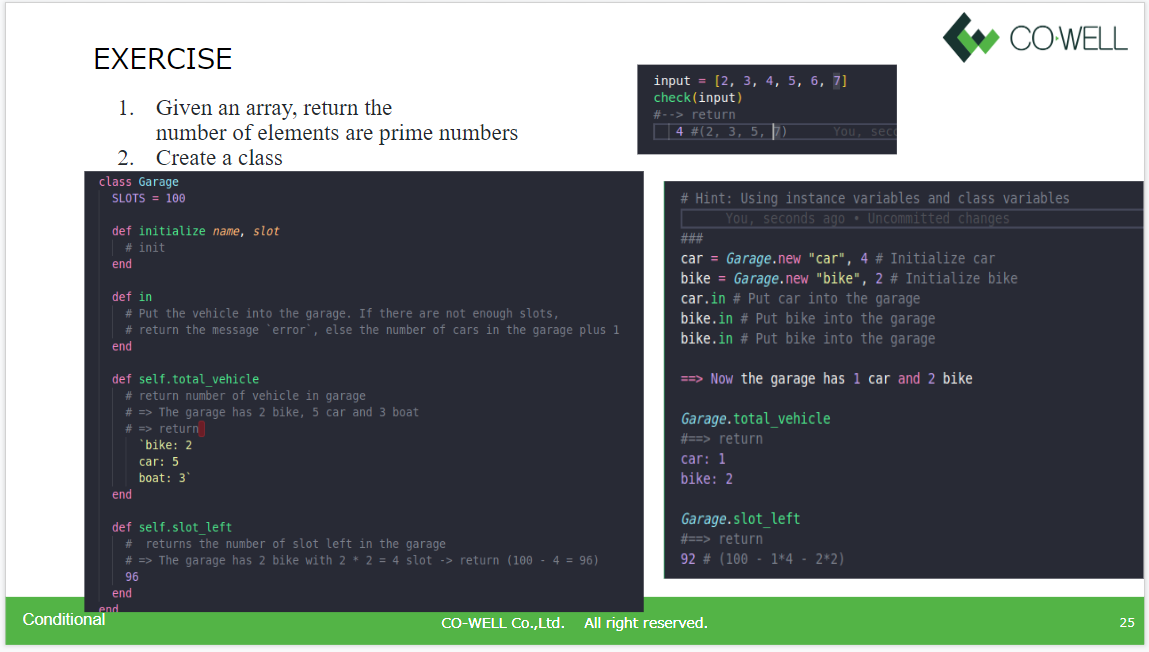 CO-WELL
EXERCISE
1. Given an array, return the
number of elements are prime numbers
2. Create a class
input = [2, 3, 4, 5, 6, 7]
check(input)
#--> return
4 #(2, 3, 5, 7) You, seco
class Garage
SLOTS = 100
def initialize name, slot
# init
end
def in
# Put the vehicle into the garage. If there are not enough slots,
# return the message `error`, else the number of cars in the garage plus 1
end
def self.total_vehicle
# return number of vehicle in garage
# => The garage has 2 bike, 5 car and 3 boat
# => return
`bike: 2
car: 5
boat: 3`
end
def self.slot_left
# returns the number of slot left in the garage
# => The garage has 2 bike with 2 * 2 = 4 slot -> return (100 - 4 = 96)
96
end
end
# Hint: Using instance variables and class variables
You, seconds ago • Uncommitted changes
###
car = Garage.new "car", 4 # Initialize car
bike = Garage.new "bike", 2 # Initialize bike
car.in # Put car into the garage
bike.in # Put bike into the garage
bike.in # Put bike into the garage
==> Now the garage has 1 car and 2 bike
Garage.total_vehicle
#==> return
car: 1
bike: 2
Garage.slot_left
#==> return
92 # (100 - 1*4 - 2*2)
Conditional
CO-WELL Co.,Ltd. All right reserved.
25